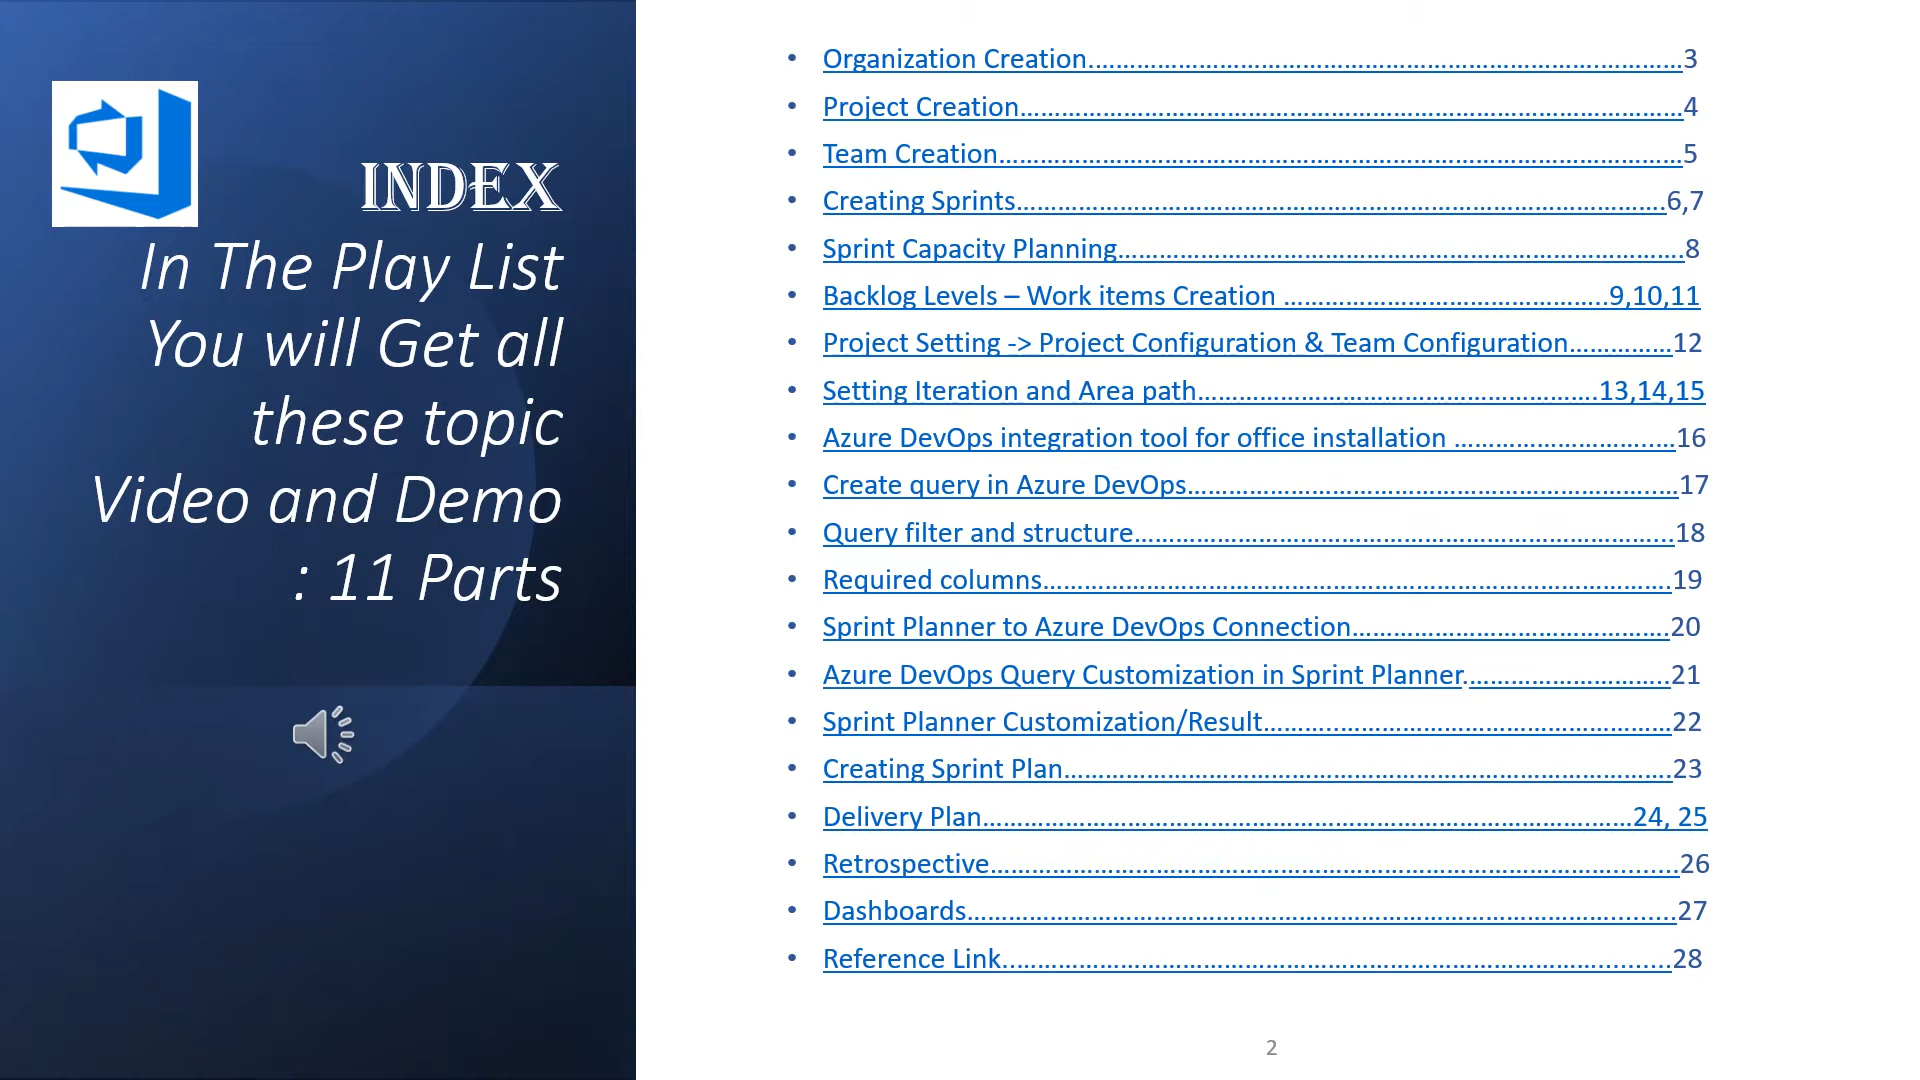 INDEX
In The Play List
You will Get all
these topic
Video and Demo
: 11 Parts
• Organization Creation……………………………………………………………………………3
• Project Creation……………………………………………………………………………………4
• Team Creation………………………………………………………………………………………5
• Creating Sprints…………………………………………………………………………………….6,7
• Sprint Capacity Planning……………………………………………………………………….8
• Backlog Levels – Work items Creation ………………………………………..9,10,11
• Project Setting -> Project Configuration & Team Configuration……………12
• Setting Iteration and Area path………………………………………………….13,14,15
• Azure DevOps integration tool for office installation …………………………..16
• Create query in Azure DevOps……………………………………………………………..17
• Query filter and structure……………………………………………………………………..18
• Required columns……………………………………………………………………………….19
• Sprint Planner to Azure DevOps Connection……………………………………….20
• Azure DevOps Query Customization in Sprint Planner………………………..21
• Sprint Planner Customization/Result……………………………………………………22
• Creating Sprint Plan…………………………………………………………………………….23
• Delivery Plan…………………………………………………………………………………24, 25
• Retrospective……………………………………………………………………………………….26
• Dashboards………………………………………………………………………………………….27
• Reference Link……………………………………………………………………………………..28
2